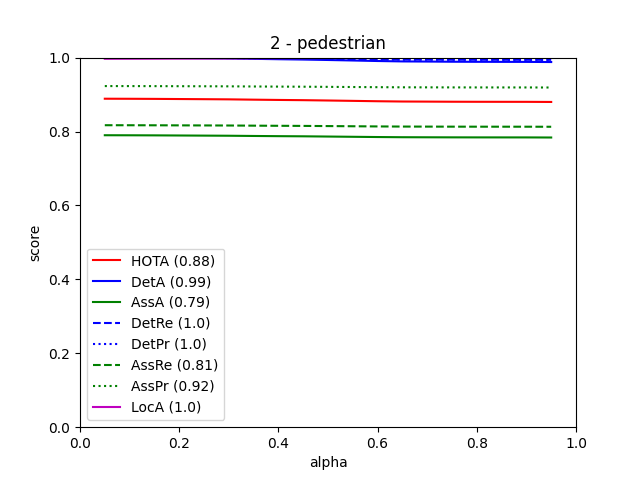 2 - pedestrian
score
1.0
0.8
0.6
0.4
0.2
0.0
HOTA (0.88)
DetA (0.99)
AssA (0.79)
DetRe (1.0)
DetPr (1.0)
AssRe (0.81)
AssPr (0.92)
LocA (1.0)
0.0 0.2 0.4 0.6 0.8 1.0
alpha